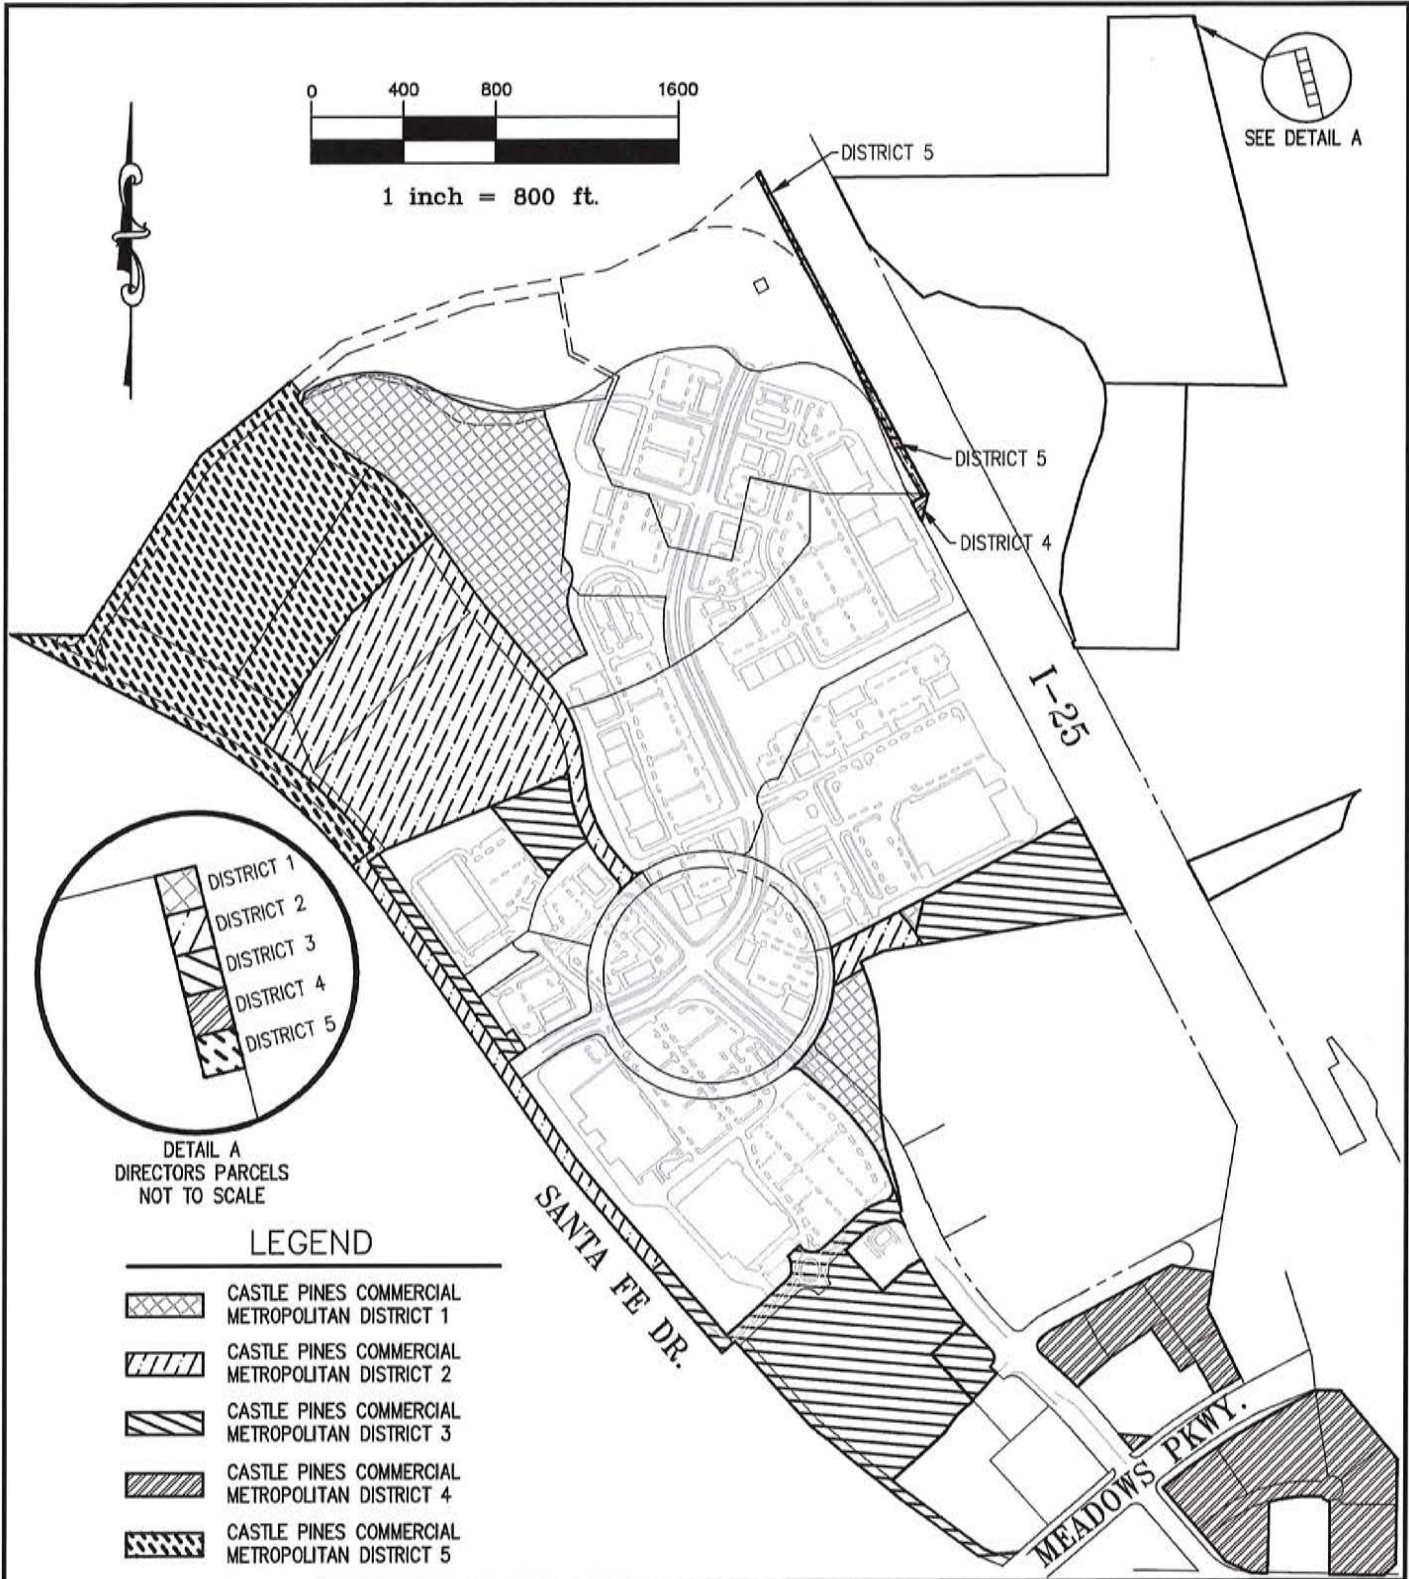 0 400 800 1600
1 inch = 800 ft.
SEE DETAIL A
DISTRICT 5
DISTRICT 5
DISTRICT 4
I-25
DISTRICT 1
DISTRICT 2
DISTRICT 3
DISTRICT 4
DISTRICT 5
DETAIL A
DIRECTORS PARCELS
NOT TO SCALE
SANTA FE DR.
MEADOWS PKWY.
LEGEND
CASTLE PINES COMMERCIAL
METROPOLITAN DISTRICT 1
CASTLE PINES COMMERCIAL
METROPOLITAN DISTRICT 2
CASTLE PINES COMMERCIAL
METROPOLITAN DISTRICT 3
CASTLE PINES COMMERCIAL
METROPOLITAN DISTRICT 4
CASTLE PINES COMMERCIAL
METROPOLITAN DISTRICT 5